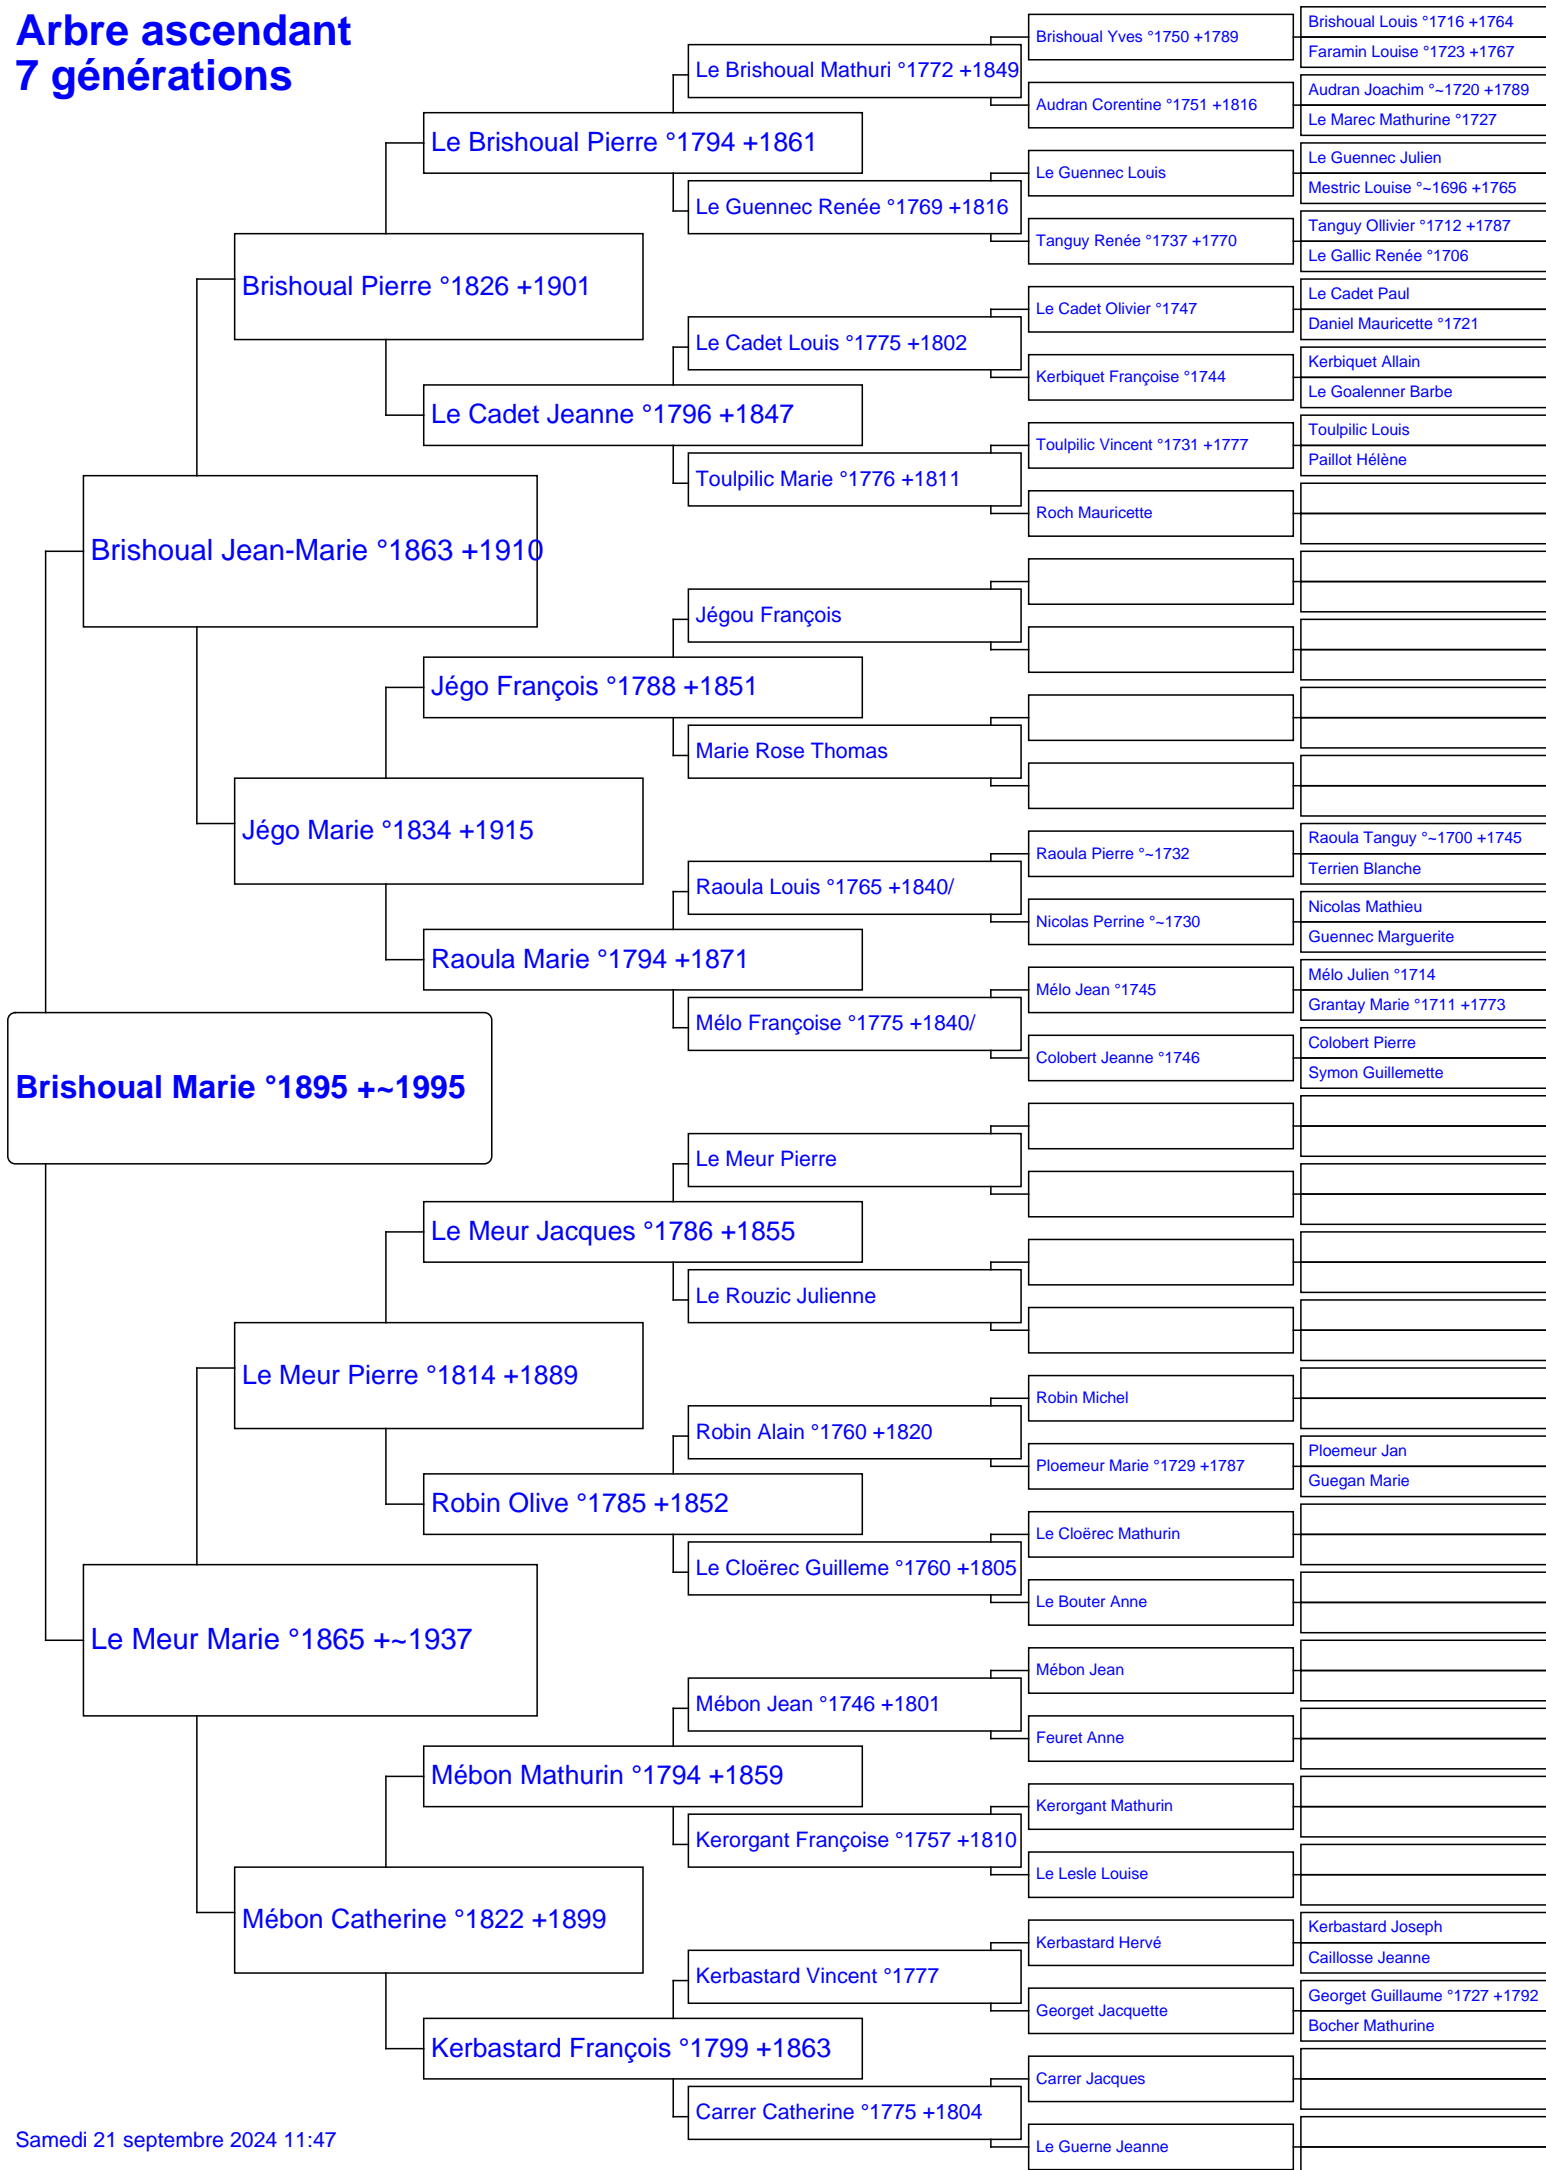 Arbre ascendant
7 générations
Brishoual Marie °1895 +~1995
Brishoual Jean-Marie °1863 +1910
Le Meur Marie °1865 +~1937
Brishoual Pierre °1826 +1901
Jégo Marie °1834 +1915
Le Meur Pierre °1814 +1889
Mébon Catherine °1822 +1899
Le Brishoual Pierre °1794 +1861
Le Cadet Jeanne °1796 +1847
Jégo François °1788 +1851
Raoula Marie °1794 +1871
Le Meur Jacques °1786 +1855
Robin Olive °1785 +1852
Mébon Mathurin °1794 +1859
Kerbastard François °1799 +1863
Le Brishoual Mathuri °1772 +1849
Le Guennec Renée °1769 +1816
Le Cadet Louis °1775 +1802
Toulpilic Marie °1776 +1811
Jégou François
Marie Rose Thomas
Raoula Louis °1765 +1840/
Mélo Françoise °1775 +1840/
Le Meur Pierre
Le Rouzic Julienne
Robin Alain °1760 +1820
Le Cloërec Guilleme °1760 +1805
Mébon Jean °1746 +1801
Kerorgant Françoise °1757 +1810
Kerbastard Vincent °1777
Carrer Catherine °1775 +1804
Brishoual Yves °1750 +1789
Audran Corentine °1751 +1816
Le Guennec Louis
Tanguy Renée °1737 +1770
Le Cadet Olivier °1747
Kerbiquet Françoise °1744
Toulpilic Vincent °1731 +1777
Roch Mauricette
Raoula Pierre °~1732
Nicolas Perrine °~1730
Mélo Jean °1745
Colobert Jeanne °1746
Robin Michel
Ploemeur Marie °1729 +1787
Le Cloërec Mathurin
Le Bouter Anne
Mébon Jean
Feuret Anne
Kerorgant Mathurin
Le Lesle Louise
Kerbastard Hervé
Georget Jacquette
Carrer Jacques
Le Guerne Jeanne
Brishoual Louis °1716 +1764
Faramin Louise °1723 +1767
Audran Joachim °~1720 +1789
Le Marec Mathurine °1727
Le Guennec Julien
Mestric Louise °~1696 +1765
Tanguy Ollivier °1712 +1787
Le Gallic Renée °1706
Le Cadet Paul
Daniel Mauricette °1721
Kerbiquet Allain
Le Goalenner Barbe
Toulpilic Louis
Paillot Hélène
Raoula Tanguy °~1700 +1745
Terrien Blanche
Nicolas Mathieu
Guennec Marguerite
Mélo Julien °1714
Grantay Marie °1711 +1773
Colobert Pierre
Symon Guillemette
Ploemeur Jan
Guegan Marie
Kerbastard Joseph
Caillosse Jeanne
Georget Guillaume °1727 +1792
Bocher Mathurine
Samedi 21 septembre 2024 11:47